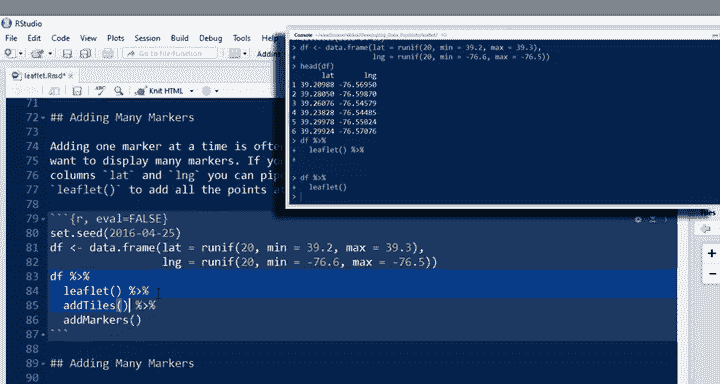 RStudio
File Edit Code View Plots Session Build Debug Tools Help
Go to file/function
Addin
leaflet.Rmd*
Knit HTML
71
72 ## Adding Many Markers
73
74 Adding one marker at a time is ofte
75 want to display many markers. If yo
76 columns `lat` and `lng` you can pip
77 `leaflet()` to add all the points a
78
79 ```{r, eval=FALSE}
80 set.seed(2016-04-25)
81 df <- data.frame(lat = runif(20, min = 39.2, max = 39.3),
82 lng = runif(20, min = -76.6, max = -76.5))
83 df %>%
84 leaflet() %>%
85 addTiles() %>%
86 addMarkers()
87 ```
88
89 ## Adding Many Markers
90
Console
> df <- data.frame(lat = runif(20, min = 39.2, max = 39.3),
+ lng = runif(20, min = -76.6, max = -76.5))
> head(df)
lat lng
1 39.20988 -76.56950
2 39.28050 -76.59870
3 39.26076 -76.54579
4 39.23828 -76.54485
5 39.29978 -76.55024
6 39.29924 -76.57076
> df %>%
+ leaflet() %>%
+
> df %>%
+ leaflet()
>
Files
+
−